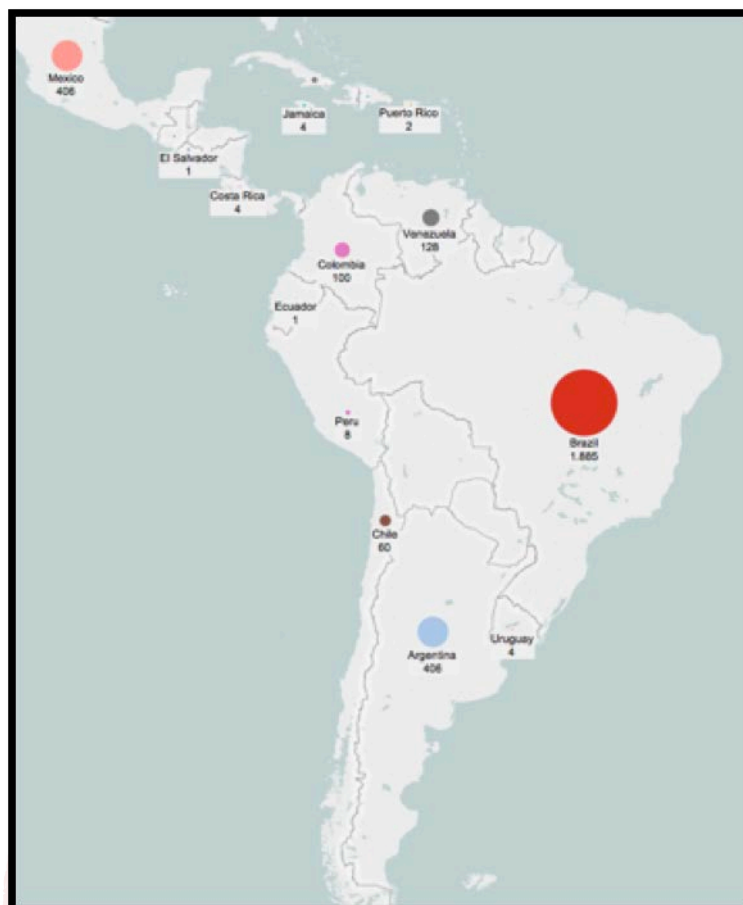 Mexico
406
Jamaica
4
Puerto Rico
2
El Salvador
1
Costa Rica
4
Venezuela
128
Colombia
100
Ecuador
1
Peru
8
Brazil
1.885
Chile
60
Argentina
406
Uruguay
4